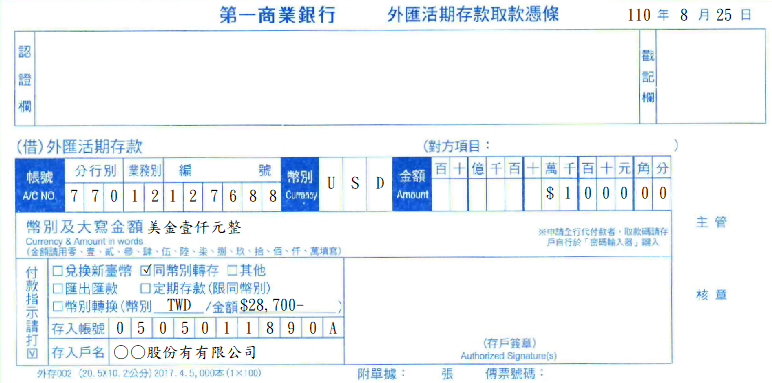 第一商業銀行 外匯活期存款取款憑條 110 年 8 月 25 日
認證欄 戳記欄
(借)外匯活期存款 (對方項目： )
帳號 A/C NO. 分行別 業務別 編 號 幣別 Currency U S D 金額 Amount 百 十 億 千 百 十 萬 千 百 十 元 角 分
7 7 0 1 2 1 2 7 6 8 8 $ 1 0 0 0 0 0
幣別及大寫金額 美金壹仟元整
Currency & Amount in words
(金額請用零、壹、貳、參、肆、伍、陸、柒、捌、玖、拾、佰、仟、萬填寫)
※申請全行代付款者，取款碼請存戶自行於「密碼輸入器」鍵入
主管
付款指示請打☑
□兌換新臺幣 ☑同幣別轉存 □其他
□匯出匯款 □定期存款(限同幣別)
□幣別轉換(幣別 TWD /金額$28,700- )
核章
存入帳號 0 5 0 5 0 1 1 8 9 0 A
存入戶名 〇〇股份有有限公司
(存戶簽章)
Authorized Signature(s)
外存002 (20.5X10.2公分) 2017.4.5,000本(1×100) 附單據： 張 傳票號碼：